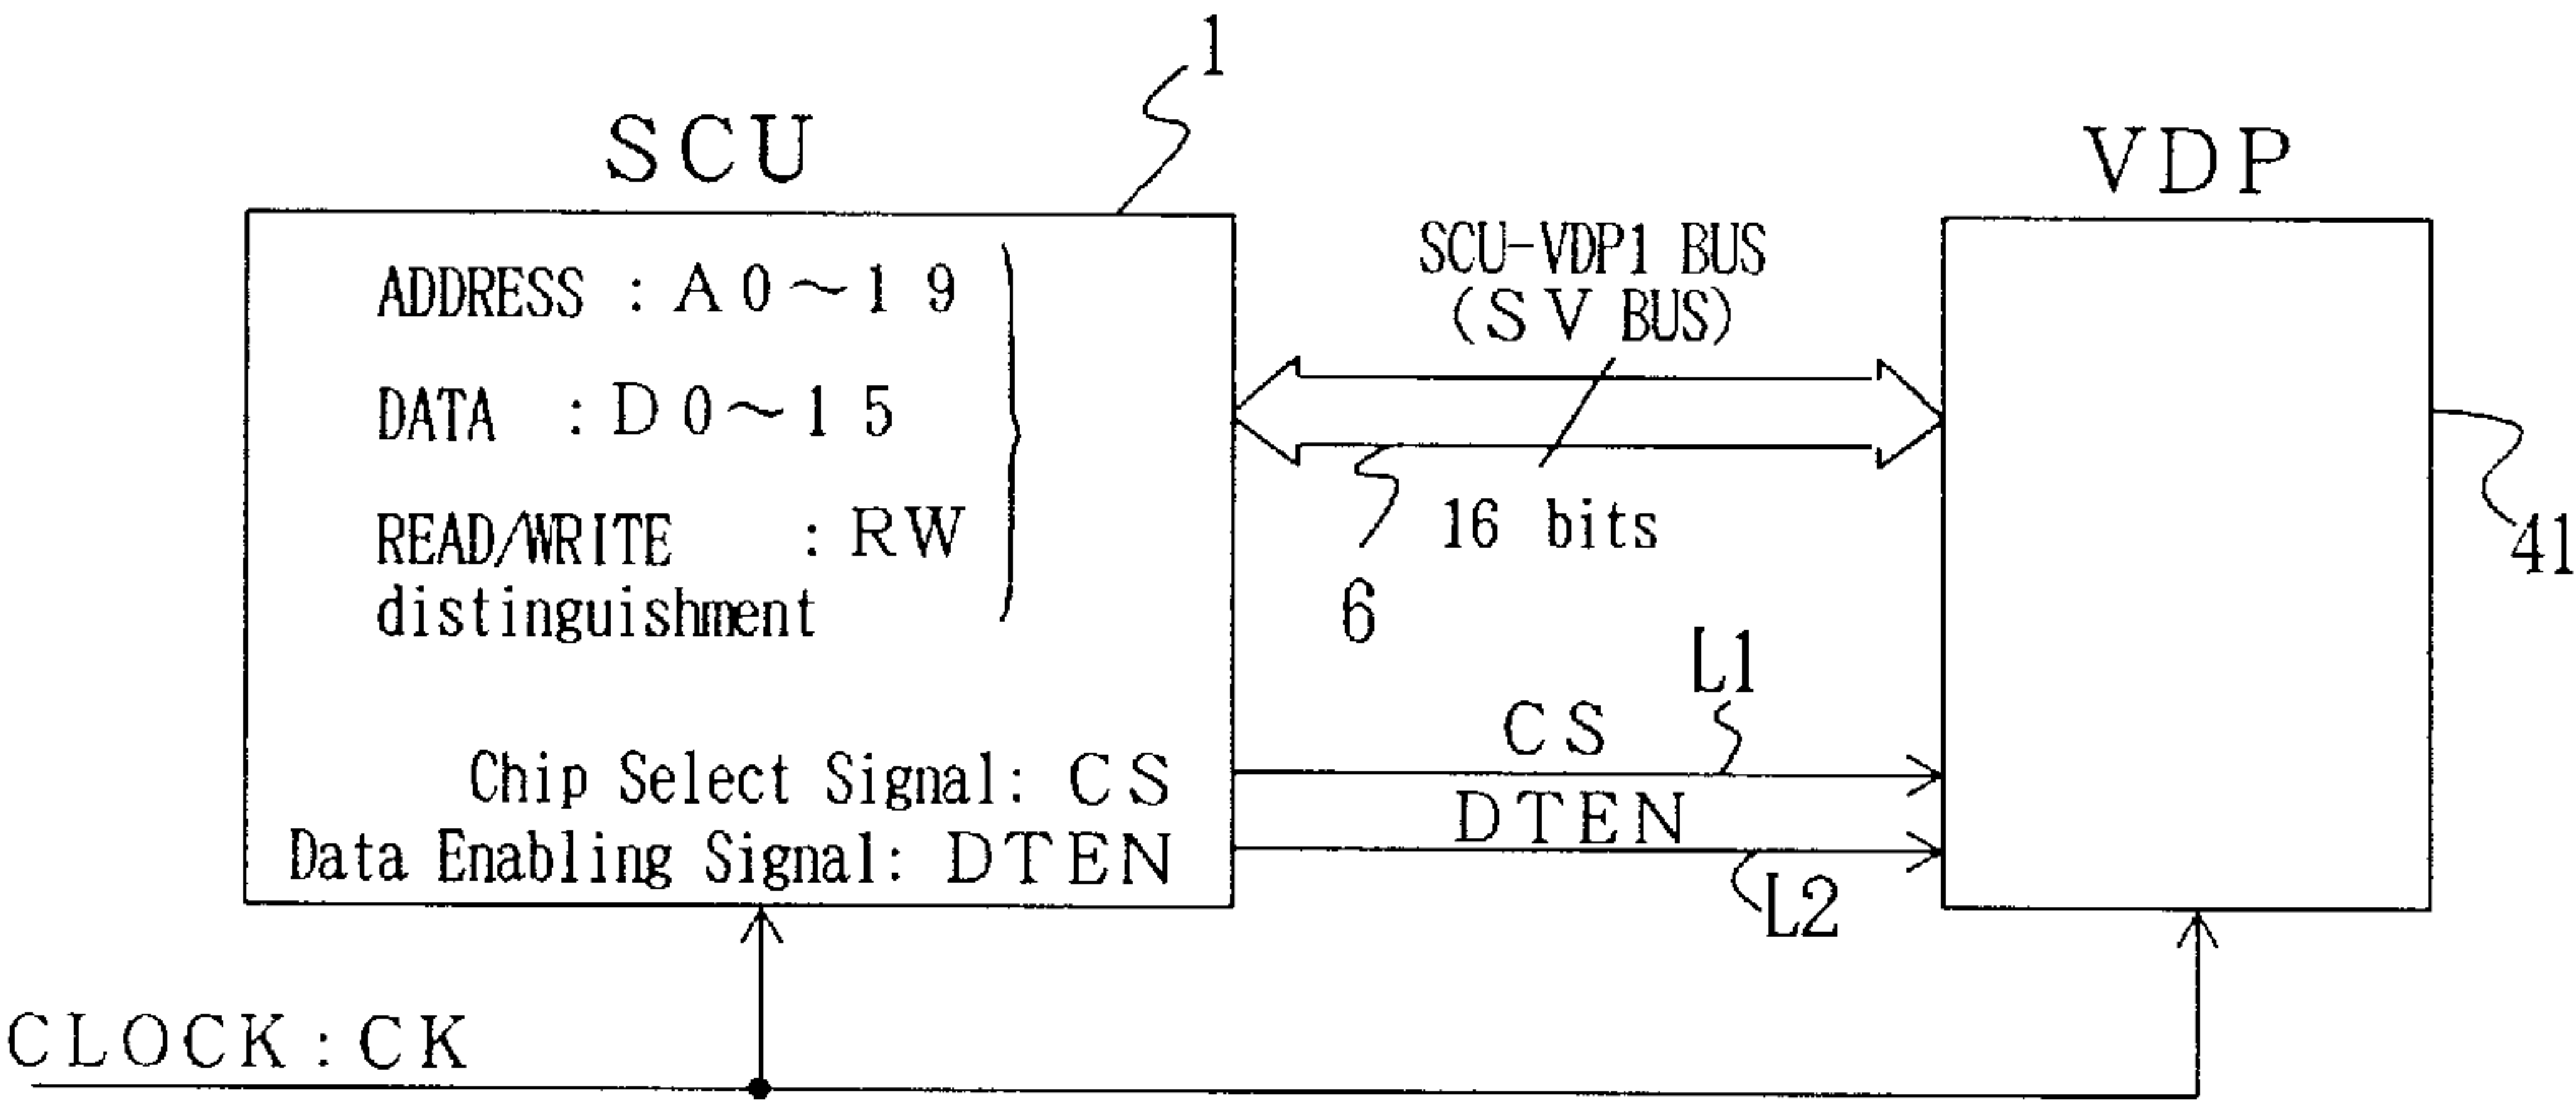 1
SCU
VDP
ADDRESS : A0～19
DATA : D0～15
READ/WRITE : RW
distinguishment
SCU-VDP1 BUS
(SV BUS)
16 bits
6
41
L1
CS
DTEN
L2
Chip Select Signal: CS
Data Enabling Signal: DTEN
CLOCK:CK